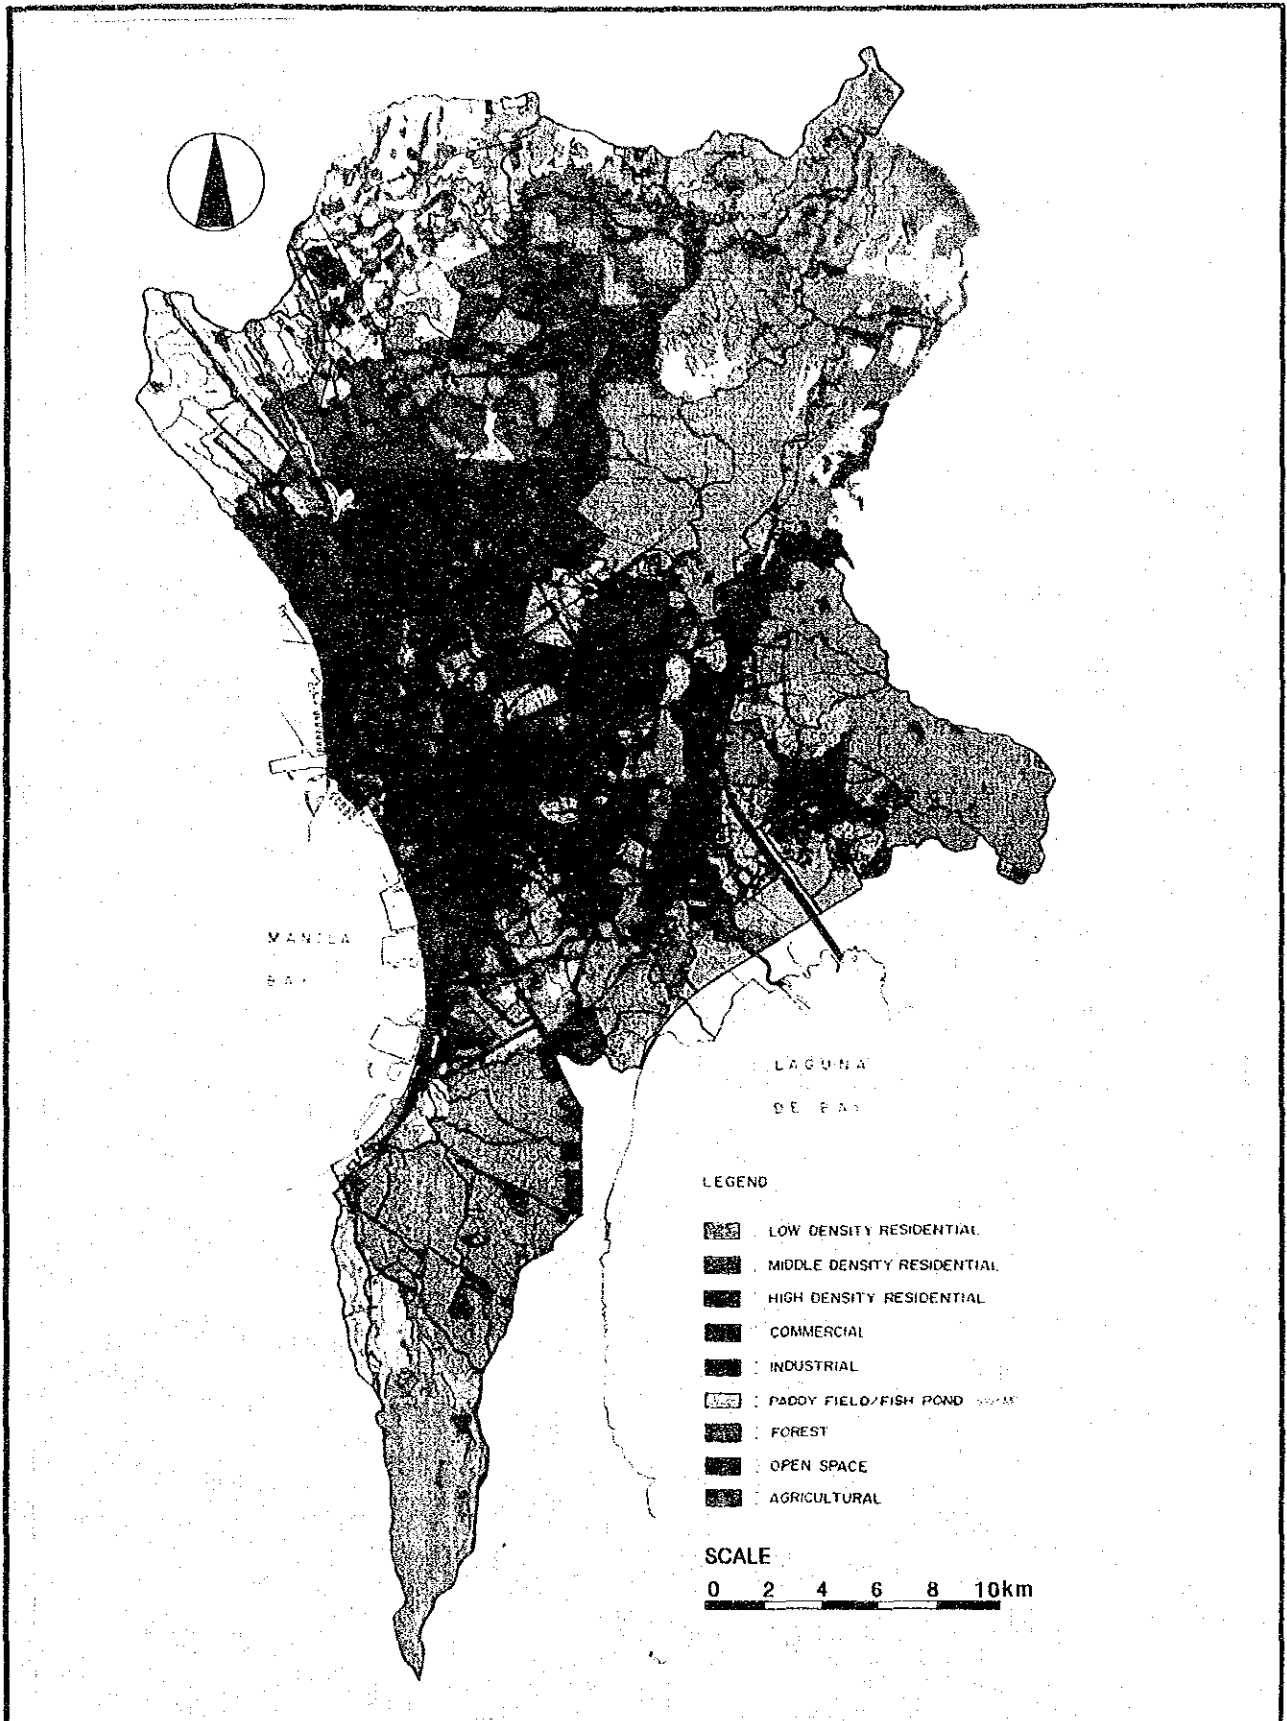 MANILA
BAY
LAGUNA
DE BAY
LEGEND
: LOW DENSITY RESIDENTIAL
: MIDDLE DENSITY RESIDENTIAL
: HIGH DENSITY RESIDENTIAL
: COMMERCIAL
: INDUSTRIAL
: PADDY FIELD/FISH POND
: FOREST
: OPEN SPACE
: AGRICULTURAL
SCALE
0 2 4 6 8 10km